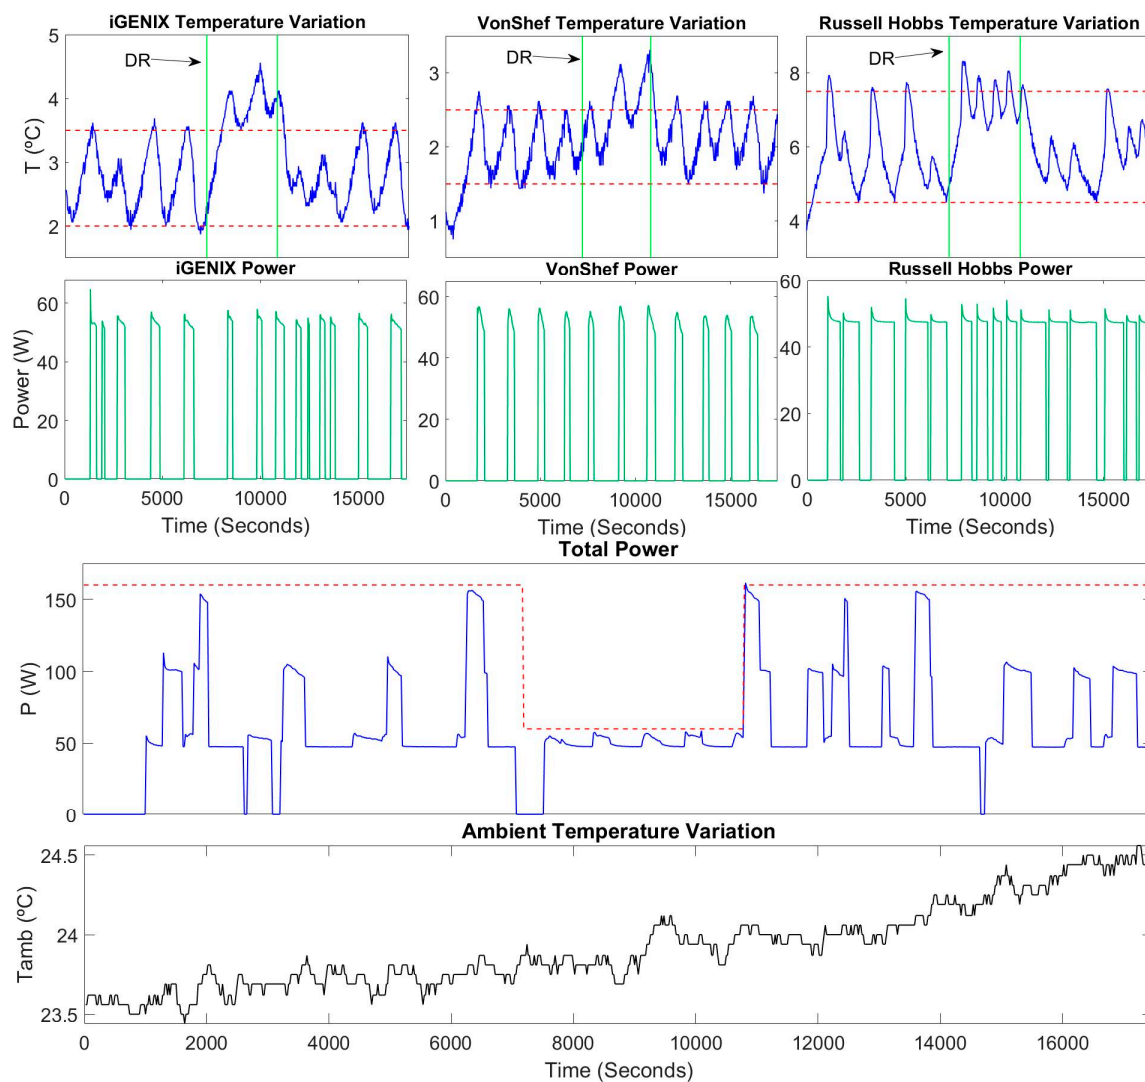 iGENIX Temperature Variation
VonShef Temperature Variation
Russell Hobbs Temperature Variation
T (ºC)
5
4
3
2
DR
3
2
1
DR
8
6
4
DR
iGENIX Power
VonShef Power
Russell Hobbs Power
Power (W)
60
40
20
0
60
40
20
0
60
40
20
0
0 5000 10000 15000
0 5000 10000 15000
0 5000 10000 15000
Time (Seconds)
Time (Seconds)
Time (Seconds)
Total Power
P (W)
150
100
50
0
Ambient Temperature Variation
Tamb (ºC)
24.5
24
23.5
0 2000 4000 6000 8000 10000 12000 14000 16000
Time (Seconds)